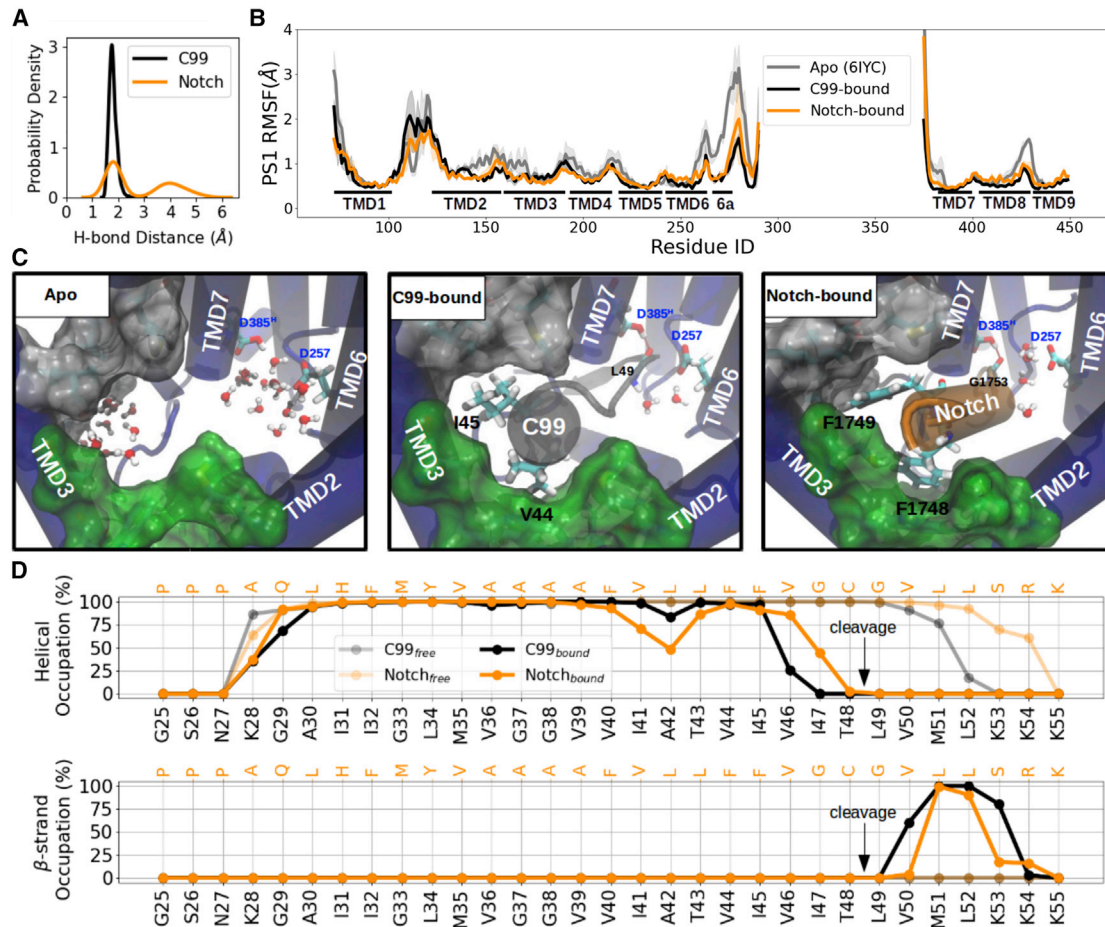 A
3
2
1
0
Probability Density
0 1 2 3 4 5 6
H-bond Distance (Å)
C99
Notch
B
4
3
2
1
0
PS1 RMSF(Å)
Apo (6IYC)
C99-bound
Notch-bound
TMD1 TMD2 TMD3 TMD4 TMD5 TMD6 6a TMD7 TMD8 TMD9
100 150 200 250 300 350 400 450
Residue ID
C
Apo
TMD7
D385ᴴ
D257
TMD6
TMD3
TMD2
C99-bound
TMD7
D385ᴴ
D257
L49
TMD6
I45
C99
TMD3
V44
TMD2
Notch-bound
TMD7
D385ᴴ
D257
G1753
TMD6
Notch
F1749
TMD3
F1748
TMD2
D
P P P A Q L H F M Y V A A A A F V L L F F V G C G V L L S R K
100
75
50
25
0
Helical
Occupation (%)
C99free
Notchfree
C99bound
Notchbound
cleavage
G25 S26 N27 K28 G29 A30 I31 I32 G33 L34 M35 V36 G37 G38 V39 V40 I41 A42 T43 V44 I45 V46 I47 T48 L49 V50 M51 L52 K53 K54 K55
P P P A Q L H F M Y V A A A A F V L L F F V G C G V L L S R K
100
75
50
25
0
β-strand
Occupation (%)
cleavage
G25 S26 N27 K28 G29 A30 I31 I32 G33 L34 M35 V36 G37 G38 V39 V40 I41 A42 T43 V44 I45 V46 I47 T48 L49 V50 M51 L52 K53 K54 K55